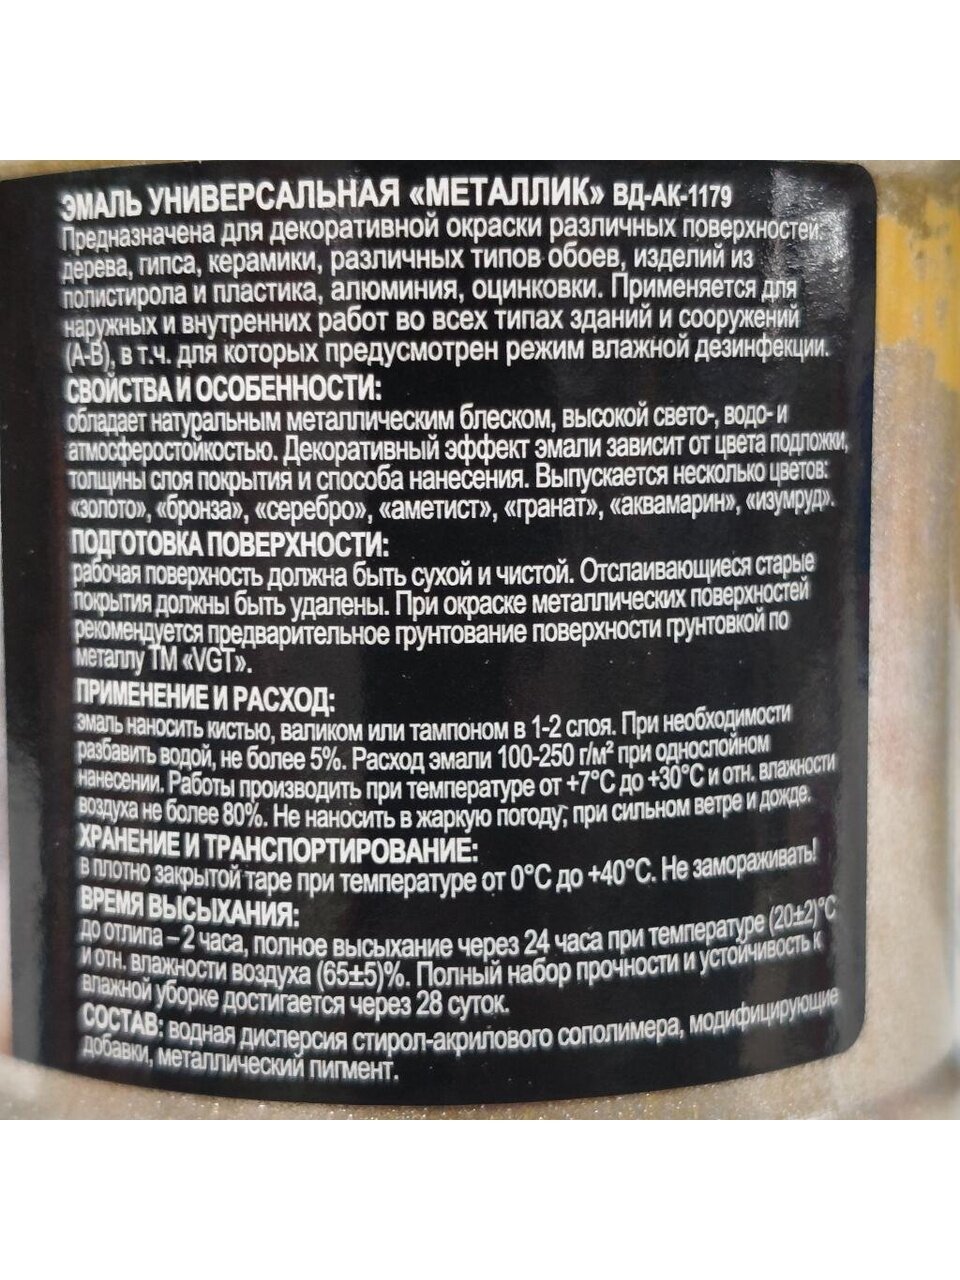 ЭМАЛЬ УНИВЕРСАЛЬНАЯ «МЕТАЛЛИК» ВД-АК-1179
Предназначена для декоративной окраски различных поверхностей:
дерева, гипса, керамики, различных типов обоев, изделий из
полистирола и пластика, алюминия, оцинковки. Применяется для
наружных и внутренних работ во всех типах зданий и сооружений
(А-В), в т.ч. для которых предусмотрен режим влажной дезинфекции.
СВОЙСТВА И ОСОБЕННОСТИ:
обладает натуральным металлическим блеском, высокой свето-, водо- и
атмосферостойкостью. Декоративный эффект эмали зависит от цвета подложки,
толщины слоя покрытия и способа нанесения. Выпускается несколько цветов:
«золото», «бронза», «серебро», «аметист», «гранат», «аквамарин», «изумруд».
ПОДГОТОВКА ПОВЕРХНОСТИ:
рабочая поверхность должна быть сухой и чистой. Отслаивающиеся старые
покрытия должны быть удалены. При окраске металлических поверхностей
рекомендуется предварительное грунтование поверхности грунтовкой по
металлу ТМ «VGT».
ПРИМЕНЕНИЕ И РАСХОД:
эмаль наносить кистью, валиком или тампоном в 1-2 слоя. При необходимости
разбавить водой, не более 5%. Расход эмали 100-250 г/м² при однослойном
нанесении. Работы производить при температуре от +7°С до +30°С и отн. влажности
воздуха не более 80%. Не наносить в жаркую погоду, при сильном ветре и дожде.
ХРАНЕНИЕ И ТРАНСПОРТИРОВАНИЕ:
в плотно закрытой таре при температуре от 0°С до +40°С. Не замораживать!
ВРЕМЯ ВЫСЫХАНИЯ:
до отлипа – 2 часа, полное высыхание через 24 часа при температуре (20±2)°С
и отн. влажности воздуха (65±5)%. Полный набор прочности и устойчивость к
влажной уборке достигается через 28 суток.
СОСТАВ: водная дисперсия стирол-акрилового сополимера, модифицирующие
добавки, металлический пигмент.